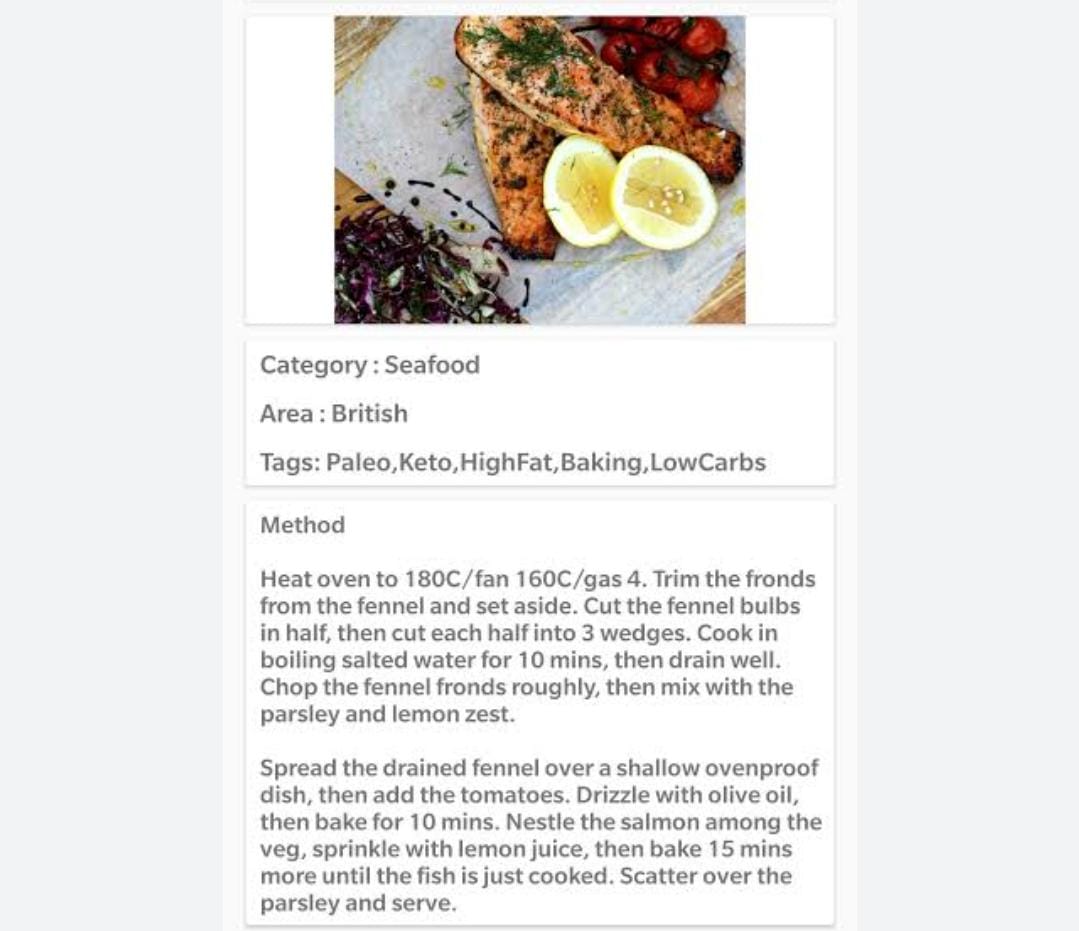 Category : Seafood
Area : British
Tags: Paleo,Keto,HighFat,Baking,LowCarbs
Method
Heat oven to 180C/fan 160C/gas 4. Trim the fronds
from the fennel and set aside. Cut the fennel bulbs
in half, then cut each half into 3 wedges. Cook in
boiling salted water for 10 mins, then drain well.
Chop the fennel fronds roughly, then mix with the
parsley and lemon zest.
Spread the drained fennel over a shallow ovenproof
dish, then add the tomatoes. Drizzle with olive oil,
then bake for 10 mins. Nestle the salmon among the
veg, sprinkle with lemon juice, then bake 15 mins
more until the fish is just cooked. Scatter over the
parsley and serve.